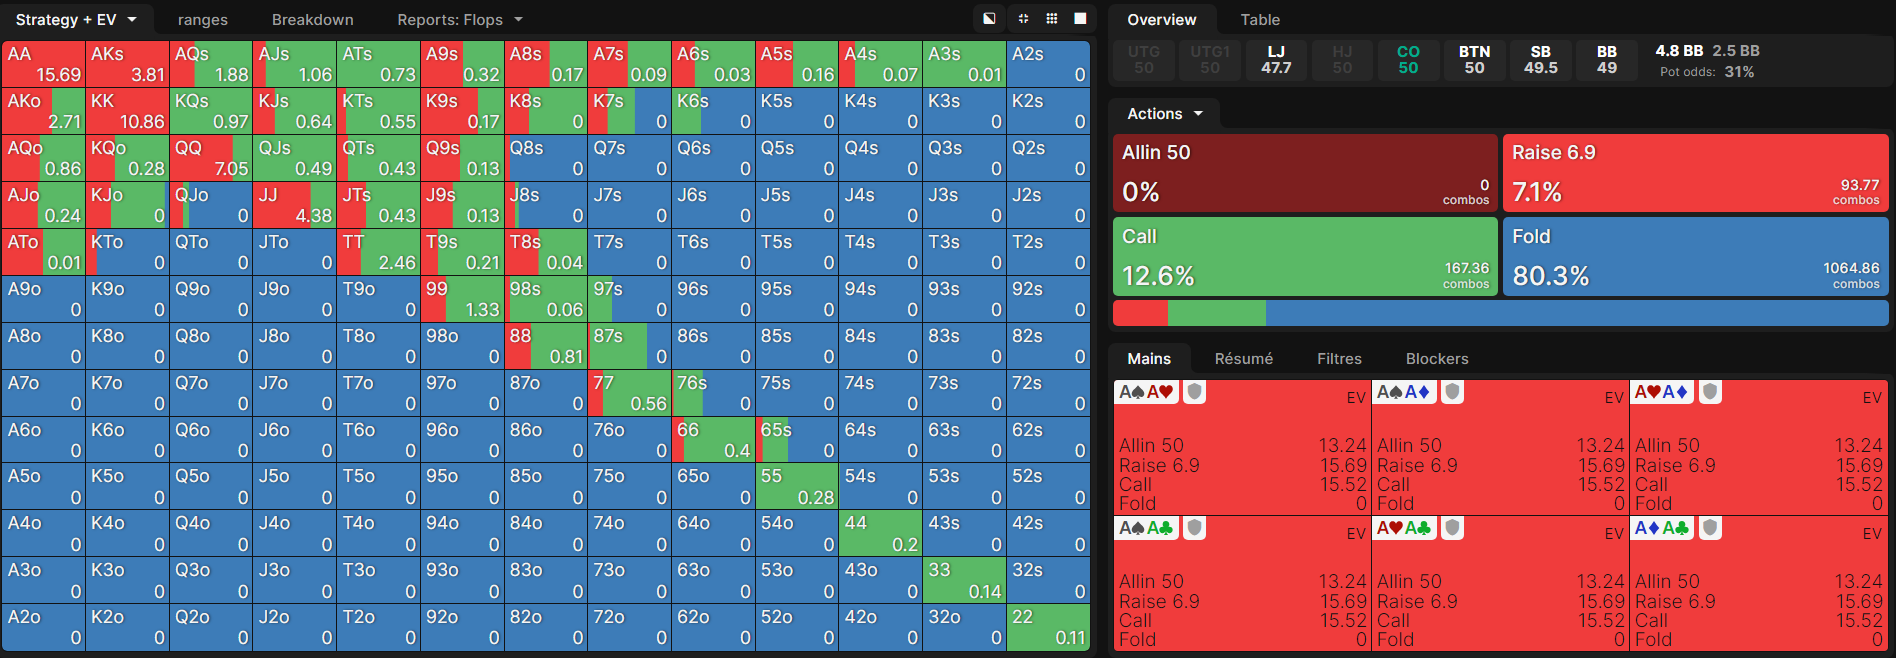 Strategy + EV ranges Breakdown Reports: Flops
AA AKs AQs AJs ATs A9s A8s A7s A6s A5s A4s A3s A2s
15.69 3.81 1.88 1.06 0.73 0.32 0.17 0.09 0.03 0.16 0.07 0.01 0
AKo KK KQs KJs KTs K9s K8s K7s K6s K5s K4s K3s K2s
2.71 10.86 0.97 0.64 0.55 0.17 0 0 0 0 0 0 0
AQo KQo QQ QJs QTs Q9s Q8s Q7s Q6s Q5s Q4s Q3s Q2s
0.86 0.28 7.05 0.49 0.43 0.13 0 0 0 0 0 0 0
AJo KJo QJo JJ JTs J9s J8s J7s J6s J5s J4s J3s J2s
0.24 0 0 4.38 0.43 0.13 0 0 0 0 0 0 0
ATo KTo QTo JTo TT T9s T8s T7s T6s T5s T4s T3s T2s
0.01 0 0 0 2.46 0.21 0.04 0 0 0 0 0 0
A9o K9o Q9o J9o T9o 99 98s 97s 96s 95s 94s 93s 92s
0 0 0 0 0 1.33 0.06 0 0 0 0 0 0
A8o K8o Q8o J8o T8o 98o 88 87s 86s 85s 84s 83s 82s
0 0 0 0 0 0 0.81 0 0 0 0 0 0
A7o K7o Q7o J7o T7o 97o 87o 77 76s 75s 74s 73s 72s
0 0 0 0 0 0 0 0.56 0 0 0 0 0
A6o K6o Q6o J6o T6o 96o 86o 76o 66 65s 64s 63s 62s
0 0 0 0 0 0 0 0 0.4 0 0 0 0
A5o K5o Q5o J5o T5o 95o 85o 75o 65o 55 54s 53s 52s
0 0 0 0 0 0 0 0 0 0.28 0 0 0
A4o K4o Q4o J4o T4o 94o 84o 74o 64o 54o 44 43s 42s
0 0 0 0 0 0 0 0 0 0 0.2 0 0
A3o K3o Q3o J3o T3o 93o 83o 73o 63o 53o 43o 33 32s
0 0 0 0 0 0 0 0 0 0 0 0.14 0
A2o K2o Q2o J2o T2o 92o 82o 72o 62o 52o 42o 32o 22
0 0 0 0 0 0 0 0 0 0 0 0 0.11
Overview Table
UTG UTG1 LJ HJ CO BTN SB BB 4.8 BB 2.5 BB
50 50 47.7 50 50 50 49.5 49 Pot odds: 31%
Actions
Allin 50 Raise 6.9
0% 0 combos 7.1% 93.77 combos
Call Fold
12.6% 167.36 combos 80.3% 1064.86 combos
Mains Résumé Filtres Blockers
A♠A♥ EV A♠A♦ EV A♥A♦ EV
Allin 50 13.24 Allin 50 13.24 Allin 50 13.24
Raise 6.9 15.69 Raise 6.9 15.69 Raise 6.9 15.69
Call 15.52 Call 15.52 Call 15.52
Fold 0 Fold 0 Fold 0
A♠A♣ EV A♥A♣ EV A♦A♣ EV
Allin 50 13.24 Allin 50 13.24 Allin 50 13.24
Raise 6.9 15.69 Raise 6.9 15.69 Raise 6.9 15.69
Call 15.52 Call 15.52 Call 15.52
Fold 0 Fold 0 Fold 0